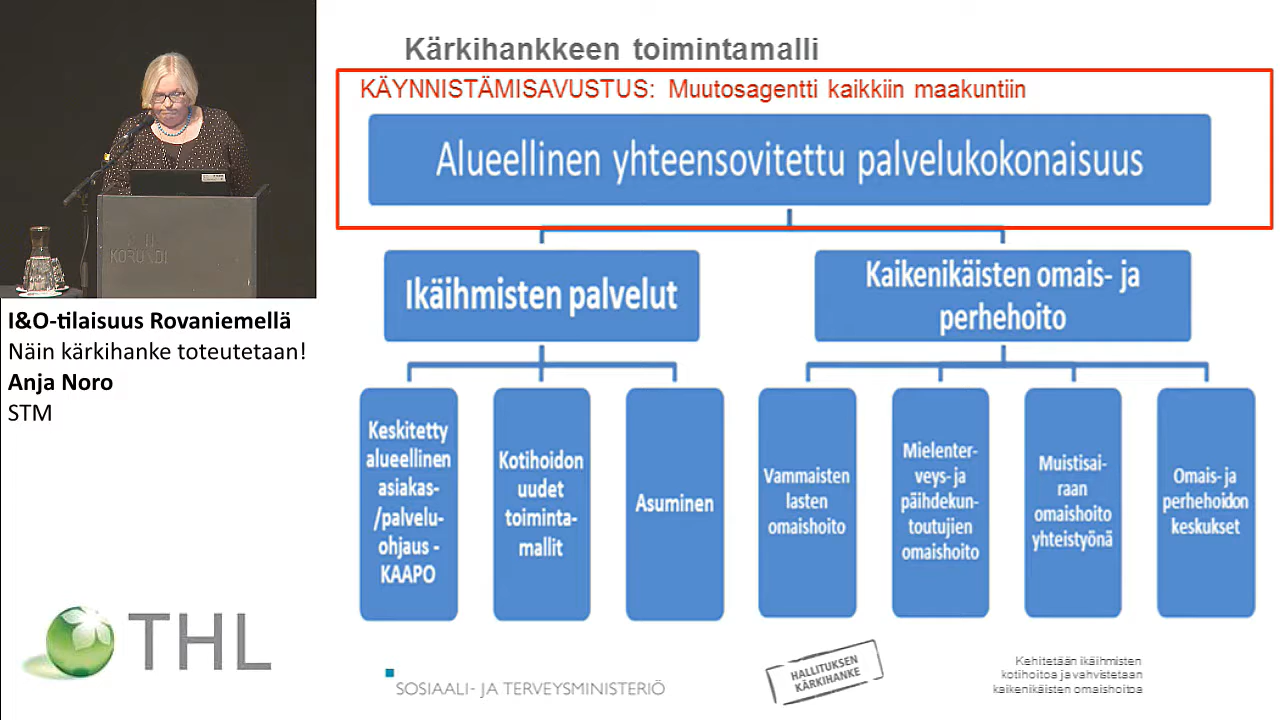 Kärkihankkeen toimintamalli
KÄYNNISTÄMISAVUSTUS: Muutosagentti kaikkiin maakuntiin
Alueellinen yhteensovitettu palvelukokonaisuus
Ikäihmisten palvelut
Kaikenikäisten omais- ja
perhehoito
Keskitetty
alueellinen
asiakas-
/palvelu-
ohjaus -
KAAPO
Kotihoidon
uudet
toiminta-
mallit
Asuminen
Vammaisten
lasten
omaishoito
Mielenter-
veys- ja
päihdekun-
toutujien
omaishoito
Muistisai-
raan
omaishoito
yhteistyönä
Omais- ja
perhehoidon
keskukset
KORUNDI
I&O-tilaisuus Rovaniemellä
Näin kärkihanke toteutetaan!
Anja Noro
STM
THL
SOSIAALI- JA TERVEYSMINISTERIÖ
HALLITUKSEN
KÄRKIHANKE
Kehitetään ikäihmisten
kotihoitoa ja vahvistetaan
kaikenikäisten omaishoitoa